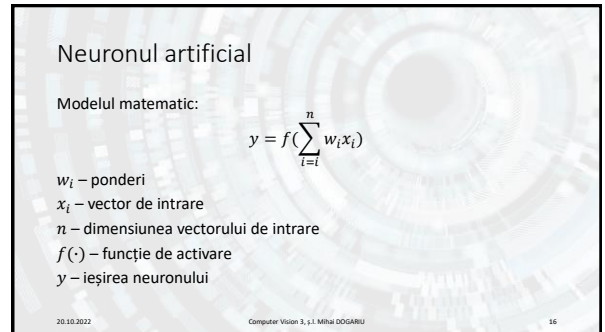 Neuronul artificial
Modelul matematic:
y = f(∑_{i=i}^{n} w_i x_i)
w_i – ponderi
x_i – vector de intrare
n – dimensiunea vectorului de intrare
f(·) – funcție de activare
y – ieșirea neuronului
20.10.2022 Computer Vision 3, ș.l. Mihai DOGARIU 16